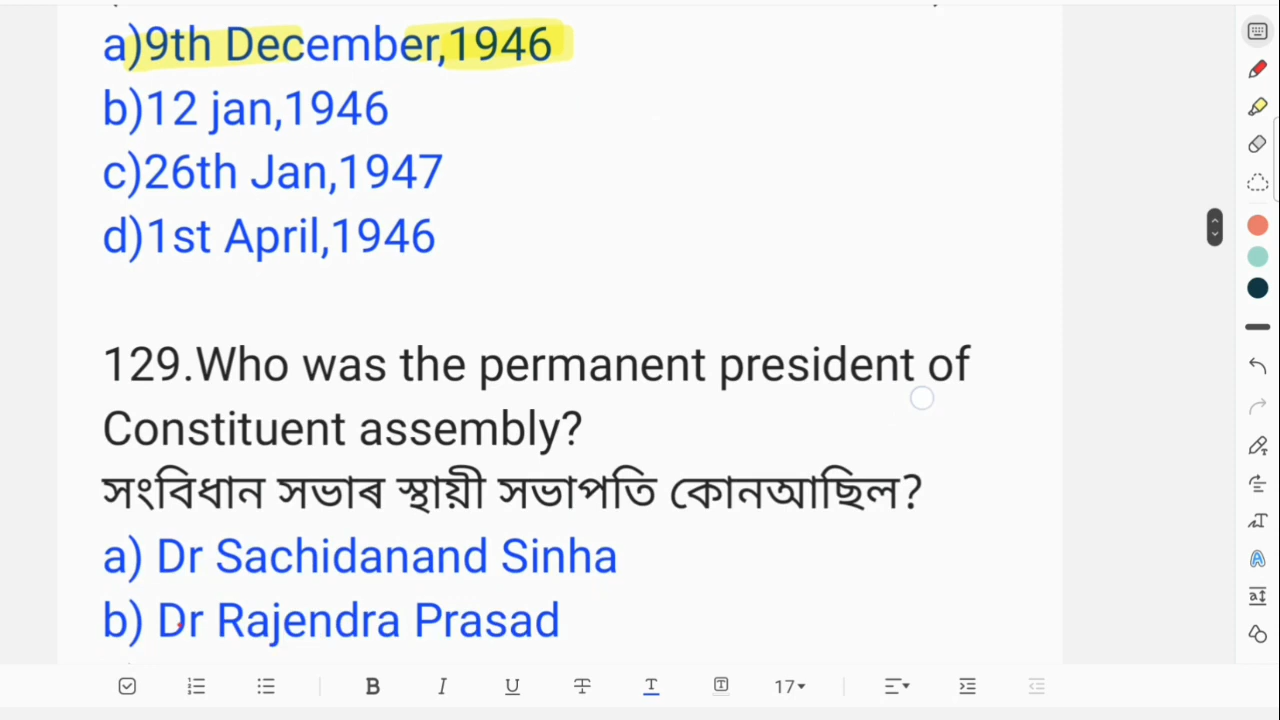 a)9th December,1946
b)12 jan,1946
c)26th Jan,1947
d)1st April,1946
129.Who was the permanent president of
Constituent assembly?
সংবিধান সভাৰ স্থায়ী সভাপতি কোনআছিল?
a) Dr Sachidanand Sinha
b) Dr Rajendra Prasad
B I U T T 17